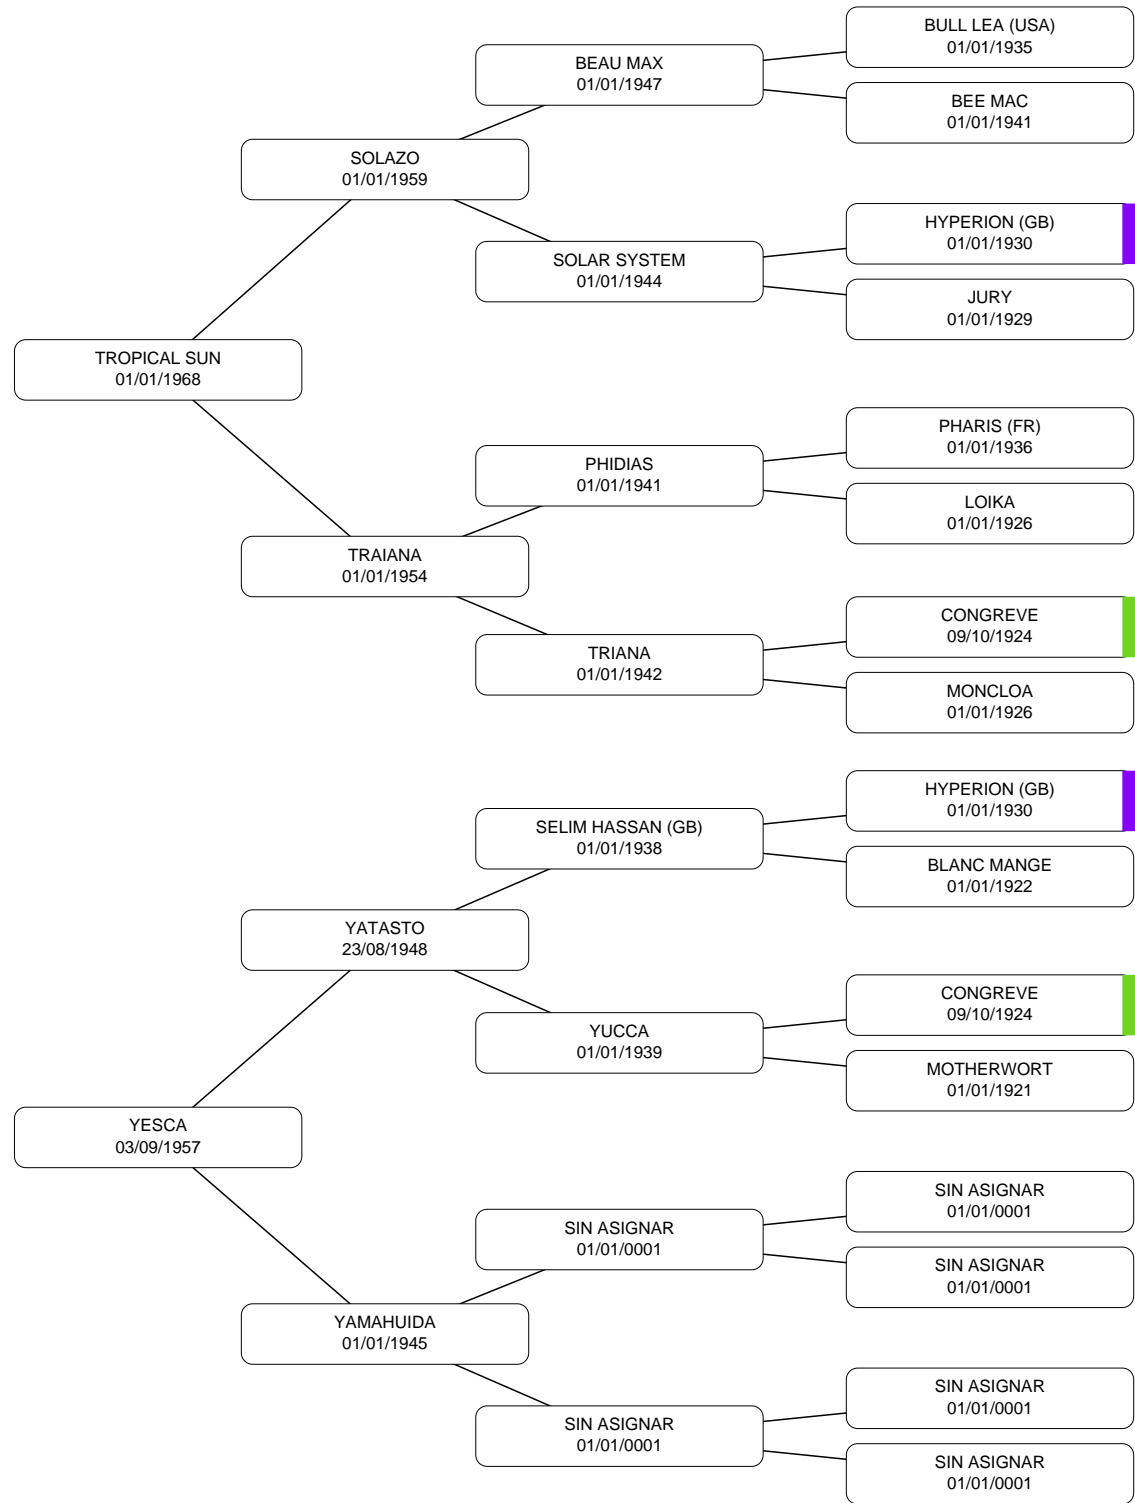 BULL LEA (USA)
01/01/1935
BEAU MAX
01/01/1947
BEE MAC
01/01/1941
SOLAZO
01/01/1959
HYPERION (GB)
01/01/1930
SOLAR SYSTEM
01/01/1944
JURY
01/01/1929
TROPICAL SUN
01/01/1968
PHARIS (FR)
01/01/1936
PHIDIAS
01/01/1941
LOIKA
01/01/1926
TRAIANA
01/01/1954
CONGREVE
09/10/1924
TRIANA
01/01/1942
MONCLOA
01/01/1926
HYPERION (GB)
01/01/1930
SELIM HASSAN (GB)
01/01/1938
BLANC MANGE
01/01/1922
YATASTO
23/08/1948
CONGREVE
09/10/1924
YUCCA
01/01/1939
MOTHERWORT
01/01/1921
YESCA
03/09/1957
SIN ASIGNAR
01/01/0001
SIN ASIGNAR
01/01/0001
SIN ASIGNAR
01/01/0001
YAMAHUIDA
01/01/1945
SIN ASIGNAR
01/01/0001
SIN ASIGNAR
01/01/0001
SIN ASIGNAR
01/01/0001